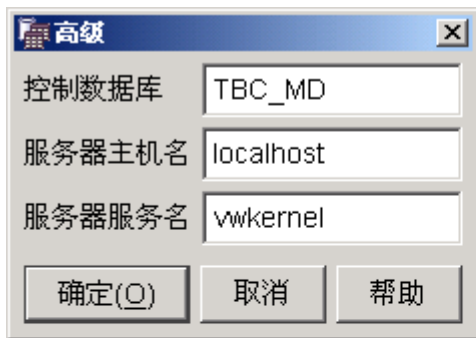 高级
控制数据库 TBC_MD
服务器主机名 localhost
服务器服务名 vwkernel
确定(O) 取消 帮助